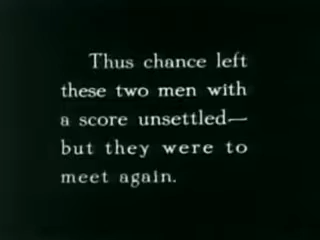 Thus chance left
these two men with
a score unsettled—
but they were to
meet again.